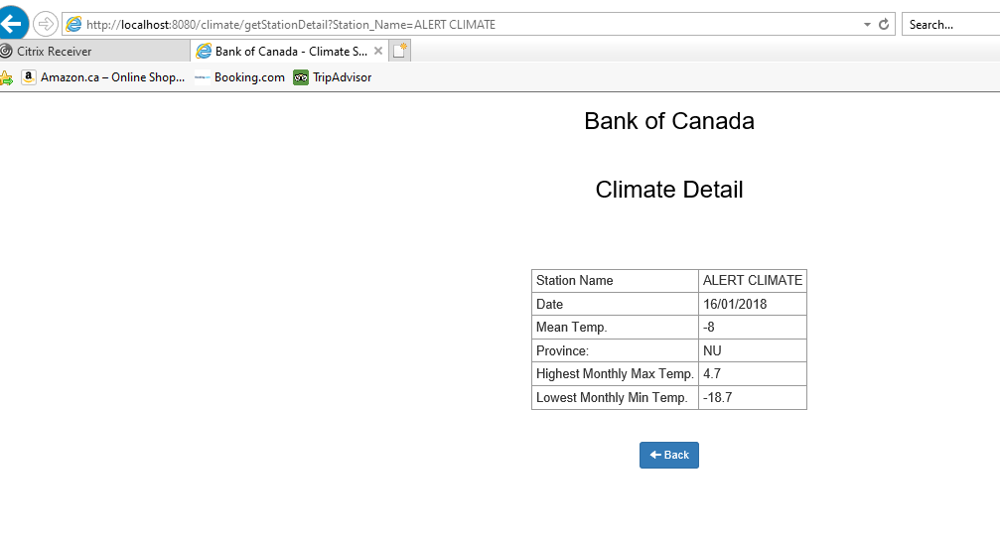 http://localhost:8080/climate/getStationDetail?Station_Name=ALERT CLIMATE
Search...
Citrix Receiver
Bank of Canada - Climate S...
Amazon.ca – Online Shop...
Booking.com
TripAdvisor
Bank of Canada
Climate Detail
Station Name ALERT CLIMATE
Date 16/01/2018
Mean Temp. -8
Province: NU
Highest Monthly Max Temp. 4.7
Lowest Monthly Min Temp. -18.7
Back